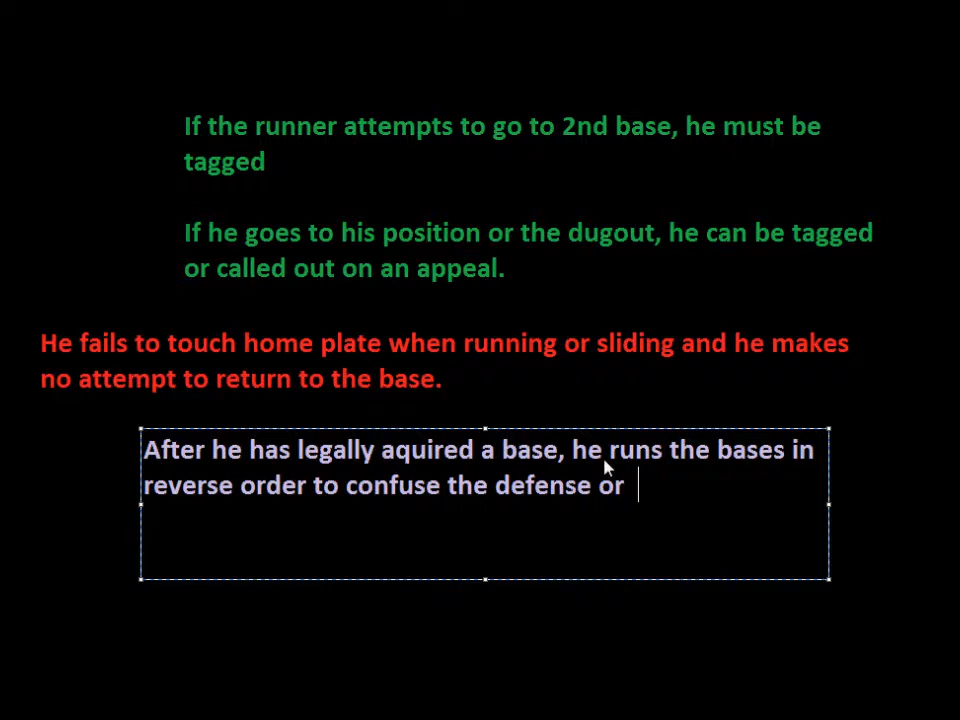 If the runner attempts to go to 2nd base, he must be
tagged
If he goes to his position or the dugout, he can be tagged
or called out on an appeal.
He fails to touch home plate when running or sliding and he makes
no attempt to return to the base.
After he has legally aquired a base, he runs the bases in
reverse order to confuse the defense or